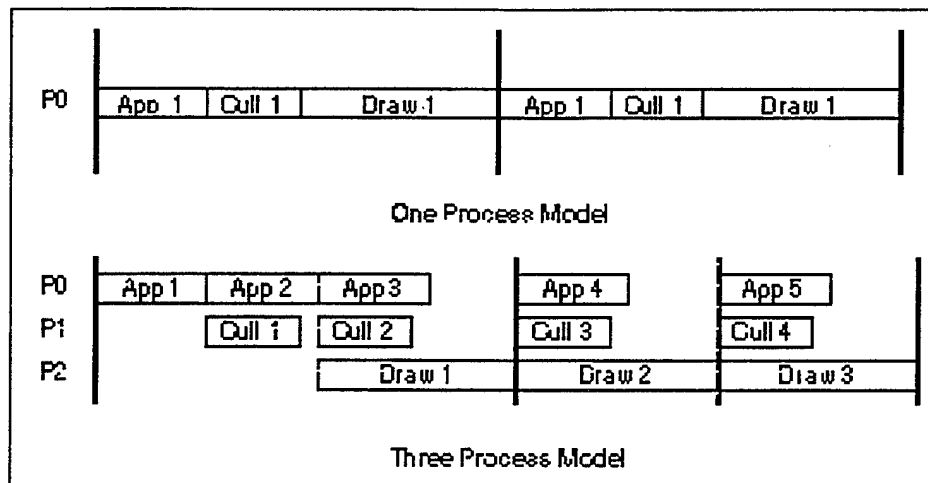 P0 App 1 Cull 1 Draw 1 App 1 Cull 1 Draw 1
One Process Model
P0 App 1 App 2 App 3 App 4 App 5
P1 Cull 1 Cull 2 Cull 3 Cull 4
P2 Draw 1 Draw 2 Draw 3
Three Process Model